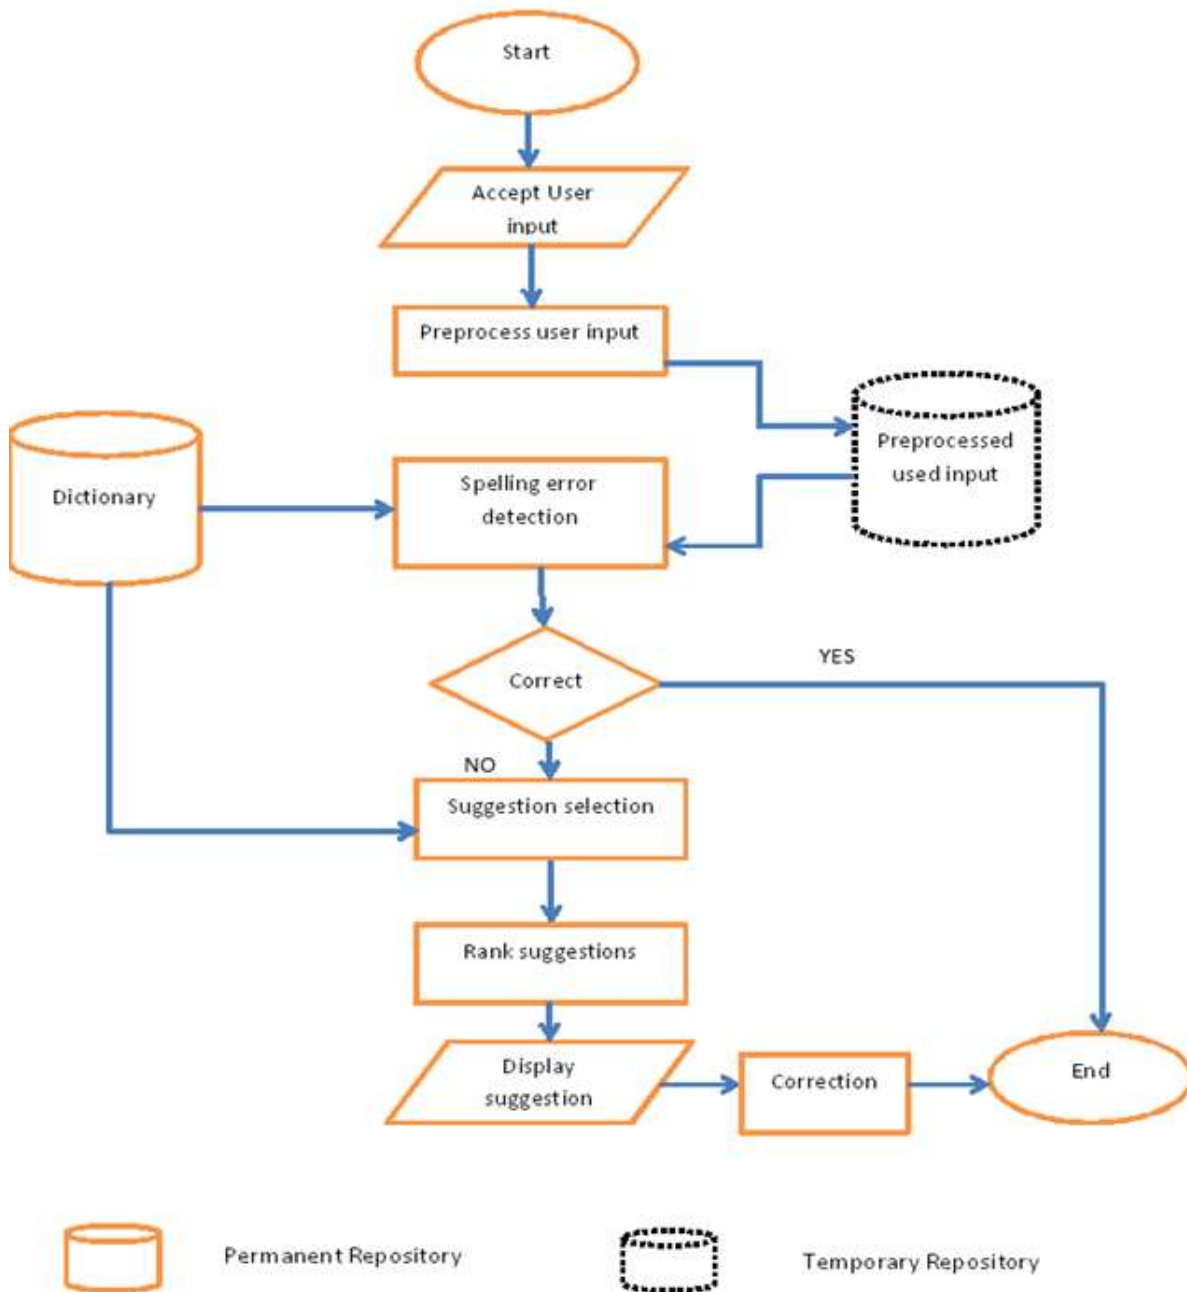 Start
Accept User
input
Preprocess user input
Preprocessed
used input
Dictionary
Spelling error
detection
Correct
YES
NO
Suggestion selection
Rank suggestions
Display
suggestion
Correction
End
Permanent Repository
Temporary Repository